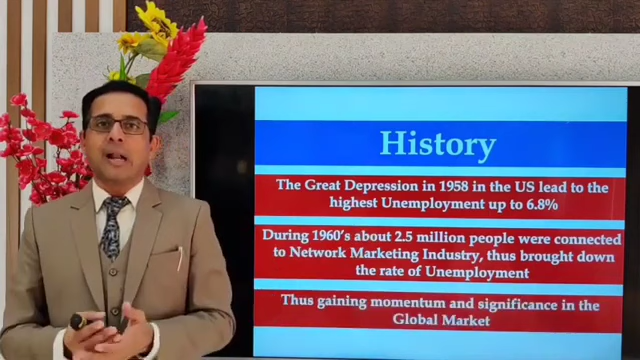 History
The Great Depression in 1958 in the US lead to the
highest Unemployment up to 6.8%
During 1960's about 2.5 million people were connected
to Network Marketing Industry, thus brought down
the rate of Unemployment
Thus gaining momentum and significance in the
Global Market